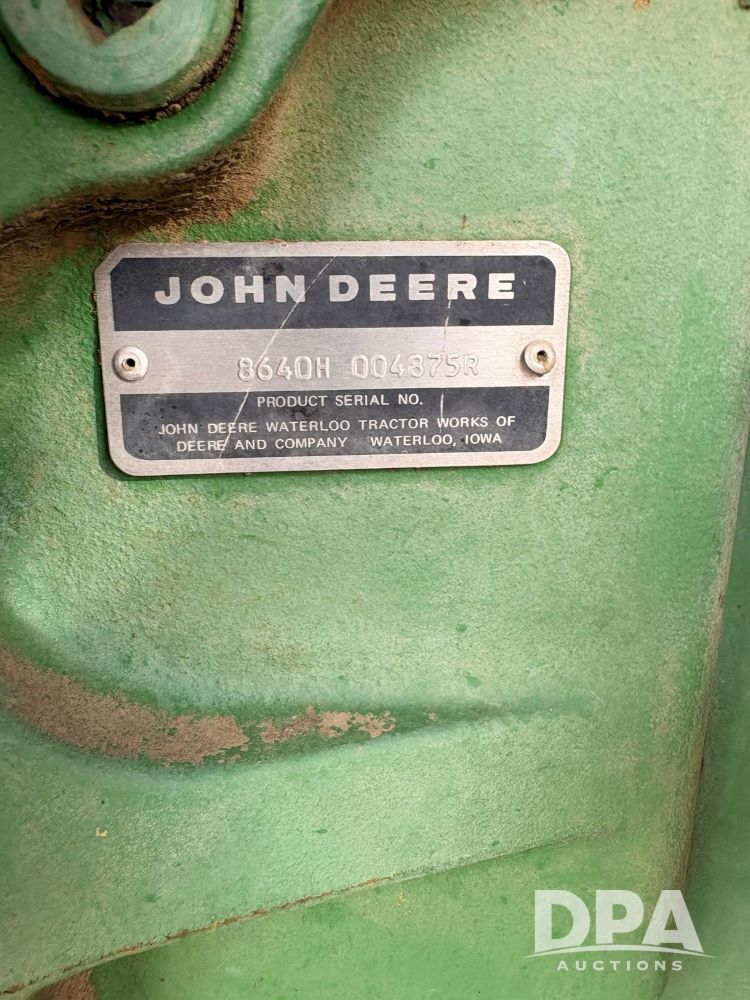 JOHN DEERE
8640H 004875R
PRODUCT SERIAL NO.
JOHN DEERE WATERLOO TRACTOR WORKS OF
DEERE AND COMPANY WATERLOO, IOWA
DPA
AUCTIONS